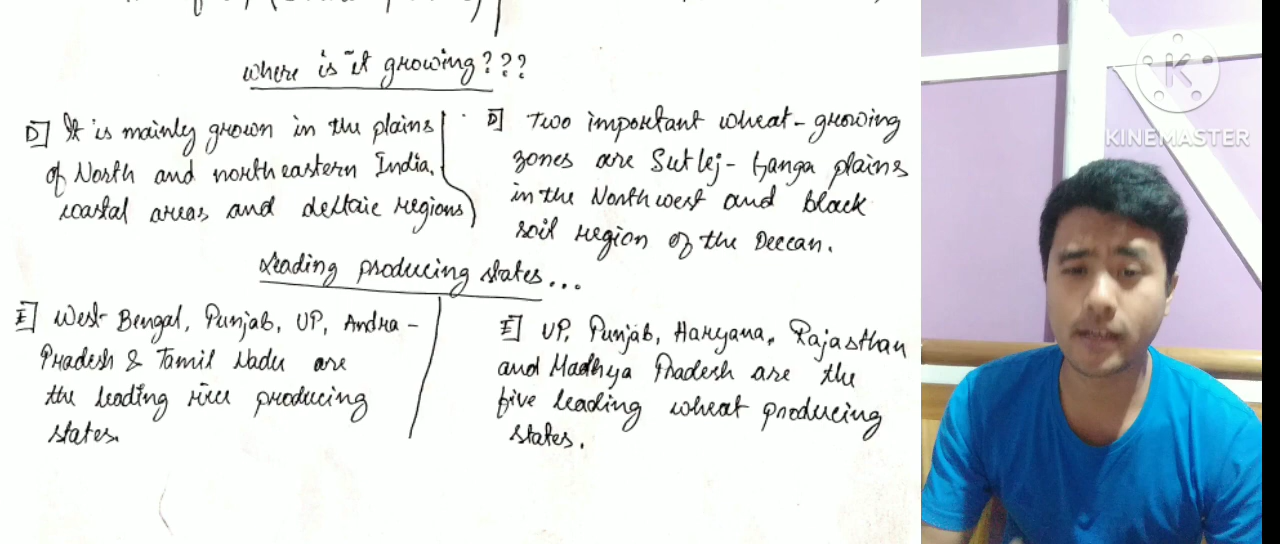 Where is it growing???
D] It is mainly grown in the plains
of North and northeastern India,
coastal areas and deltaic regions
D] Two important wheat-growing
zones are Sutlej-Ganga plains
in the North west and black
soil region of the Deccan.
Leading producing states...
E] West Bengal, Punjab, UP, Andra-
Pradesh & Tamil Nadu are
the leading rice producing
states.
E] UP, Punjab, Haryana, Rajasthan
and Madhya Pradesh are the
five leading wheat producing
states.
K
KINEMASTER